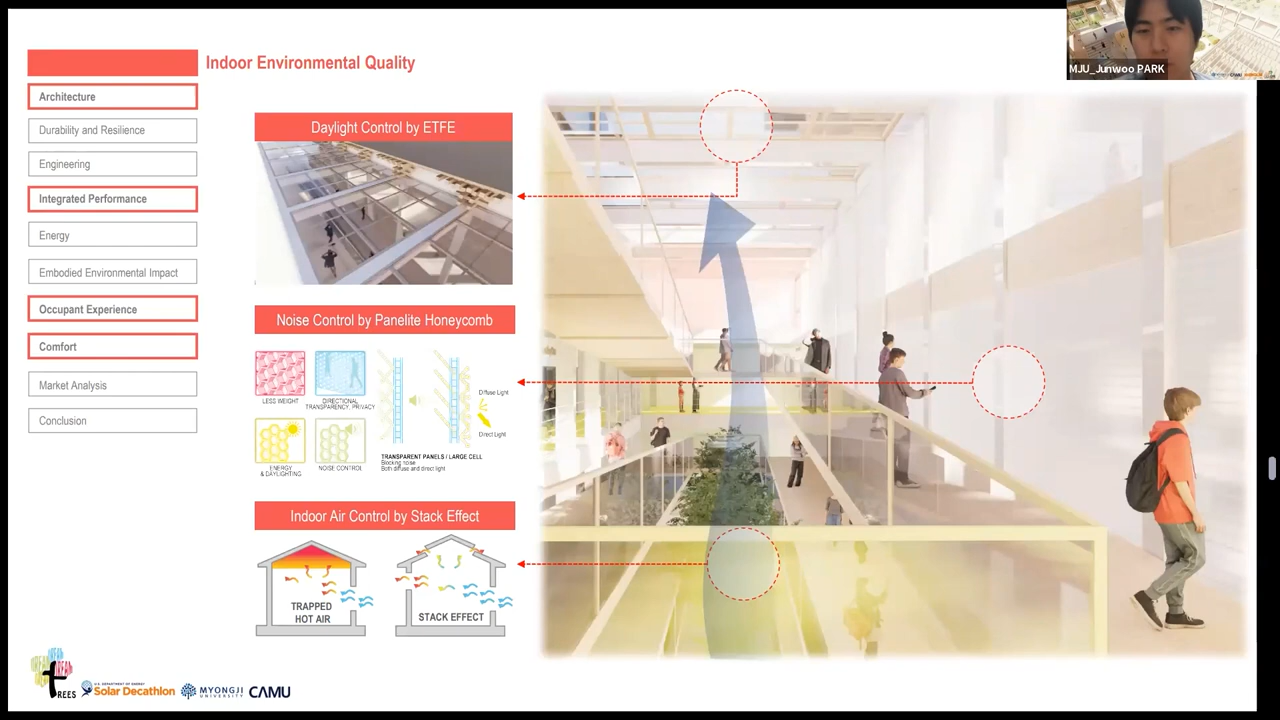 MJU_Junwoo PARK
Indoor Environmental Quality
Architecture
Durability and Resilience
Engineering
Integrated Performance
Energy
Embodied Environmental Impact
Occupant Experience
Comfort
Market Analysis
Conclusion
Daylight Control by ETFE
Noise Control by Panelite Honeycomb
LESS WEIGHT
DIRECTIONAL
TRANSPARENCY, PRIVACY
ENERGY
& DAYLIGHTING
NOISE CONTROL
Diffuse Light
Direct Light
TRANSPARENT PANELS / LARGE CELL
Blocking noise
Both diffuse and direct light
Indoor Air Control by Stack Effect
TRAPPED
HOT AIR
STACK EFFECT
TREES
U.S. DEPARTMENT OF ENERGY
Solar Decathlon
MYONGJI
UNIVERSITY
CAMU